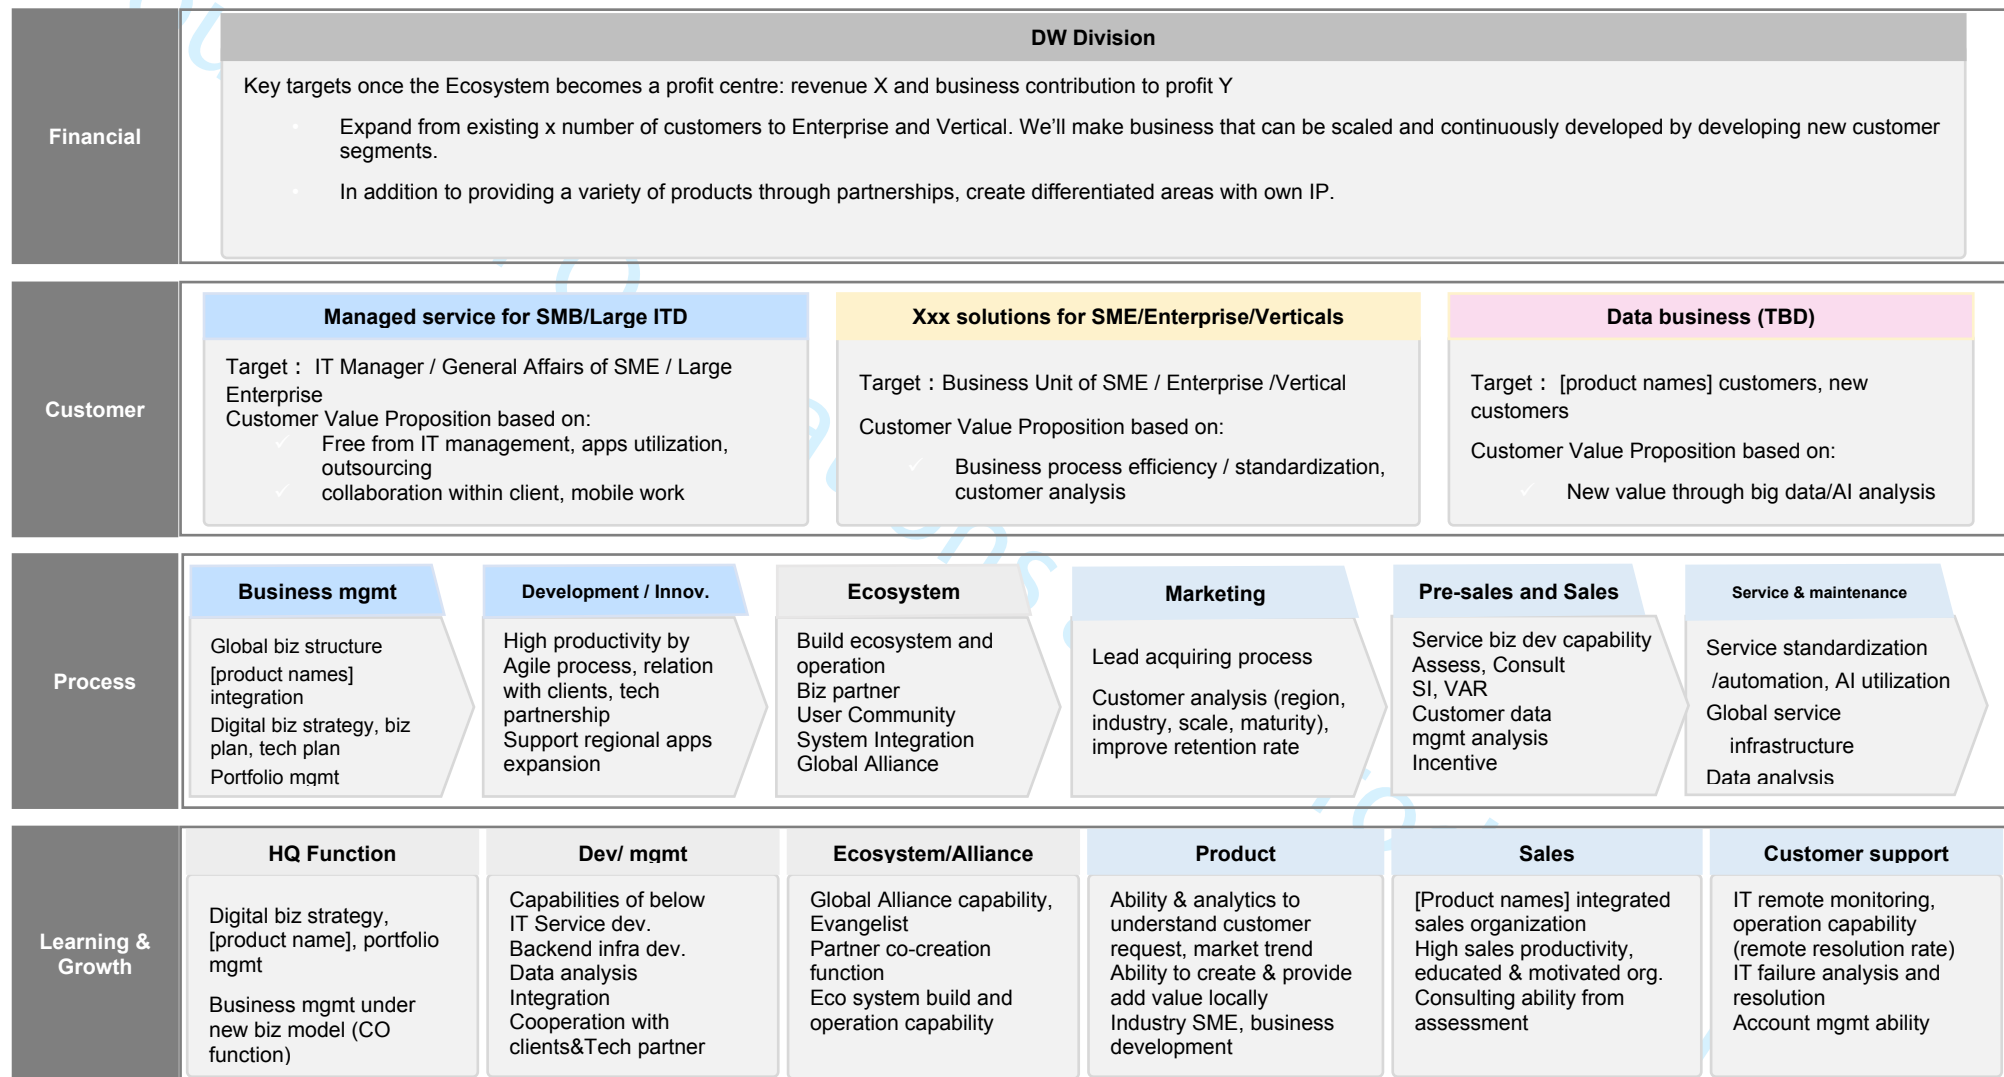 DW Division
Financial
Key targets once the Ecosystem becomes a profit centre: revenue X and business contribution to profit Y
• Expand from existing x number of customers to Enterprise and Vertical. We’ll make business that can be scaled and continuously developed by developing new customer
segments.
• In addition to providing a variety of products through partnerships, create differentiated areas with own IP.
Customer
Managed service for SMB/Large ITD
Target： IT Manager / General Affairs of SME / Large
Enterprise
Customer Value Proposition based on:
✓ Free from IT management, apps utilization,
outsourcing
✓ collaboration within client, mobile work
Xxx solutions for SME/Enterprise/Verticals
Target：Business Unit of SME / Enterprise /Vertical
Customer Value Proposition based on:
✓ Business process efficiency / standardization,
customer analysis
Data business (TBD)
Target： [product names] customers, new
customers
Customer Value Proposition based on:
✓ New value through big data/AI analysis
Process
Business mgmt
Global biz structure
[product names]
integration
Digital biz strategy, biz
plan, tech plan
Portfolio mgmt
Development / Innov.
High productivity by
Agile process, relation
with clients, tech
partnership
Support regional apps
expansion
Ecosystem
Build ecosystem and
operation
Biz partner
User Community
System Integration
Global Alliance
Marketing
Lead acquiring process
Customer analysis (region,
industry, scale, maturity),
improve retention rate
Pre-sales and Sales
Service biz dev capability
Assess, Consult
SI, VAR
Customer data
mgmt analysis
Incentive
Service & maintenance
Service standardization
/automation, AI utilization
Global service
infrastructure
Data analysis
Learning &
Growth
HQ Function
Digital biz strategy,
[product name], portfolio
mgmt
Business mgmt under
new biz model (CO
function)
Dev/ mgmt
Capabilities of below
IT Service dev.
Backend infra dev.
Data analysis
Integration
Cooperation with
clients&Tech partner
Ecosystem/Alliance
Global Alliance capability,
Evangelist
Partner co-creation
function
Eco system build and
operation capability
Product
Ability & analytics to
understand customer
request, market trend
Ability to create & provide
add value locally
Industry SME, business
development
Sales
[Product names] integrated
sales organization
High sales productivity,
educated & motivated org.
Consulting ability from
assessment
Customer support
IT remote monitoring,
operation capability
(remote resolution rate)
IT failure analysis and
resolution
Account mgmt ability